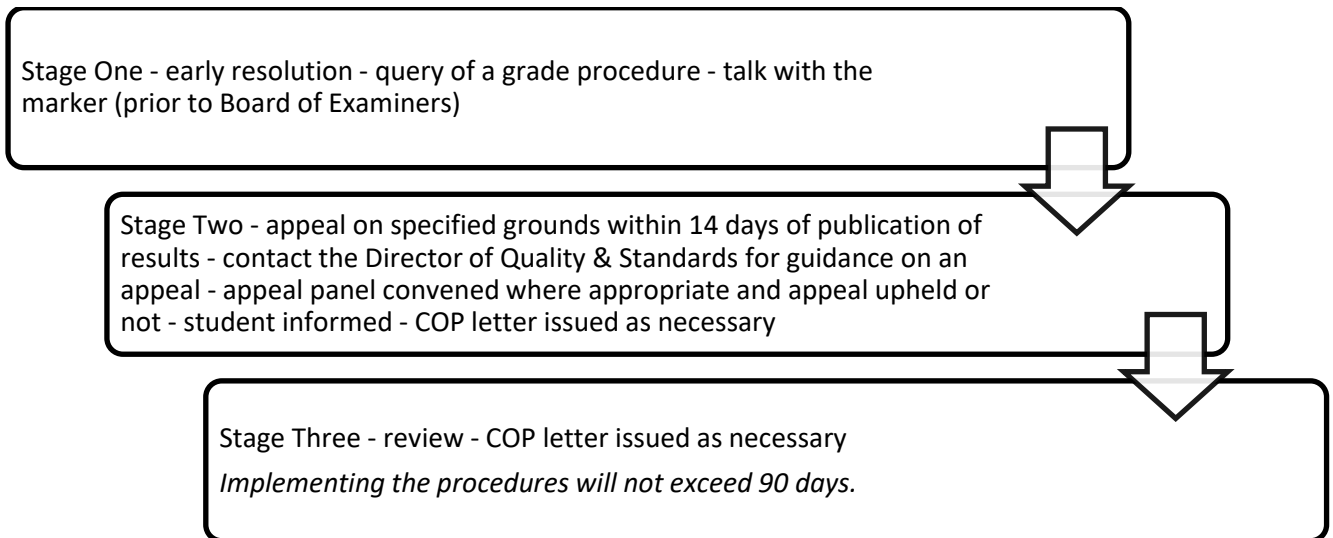 Stage One - early resolution - query of a grade procedure - talk with the
marker (prior to Board of Examiners)
Stage Two - appeal on specified grounds within 14 days of publication of
results - contact the Director of Quality & Standards for guidance on an
appeal - appeal panel convened where appropriate and appeal upheld or
not - student informed - COP letter issued as necessary
Stage Three - review - COP letter issued as necessary
Implementing the procedures will not exceed 90 days.